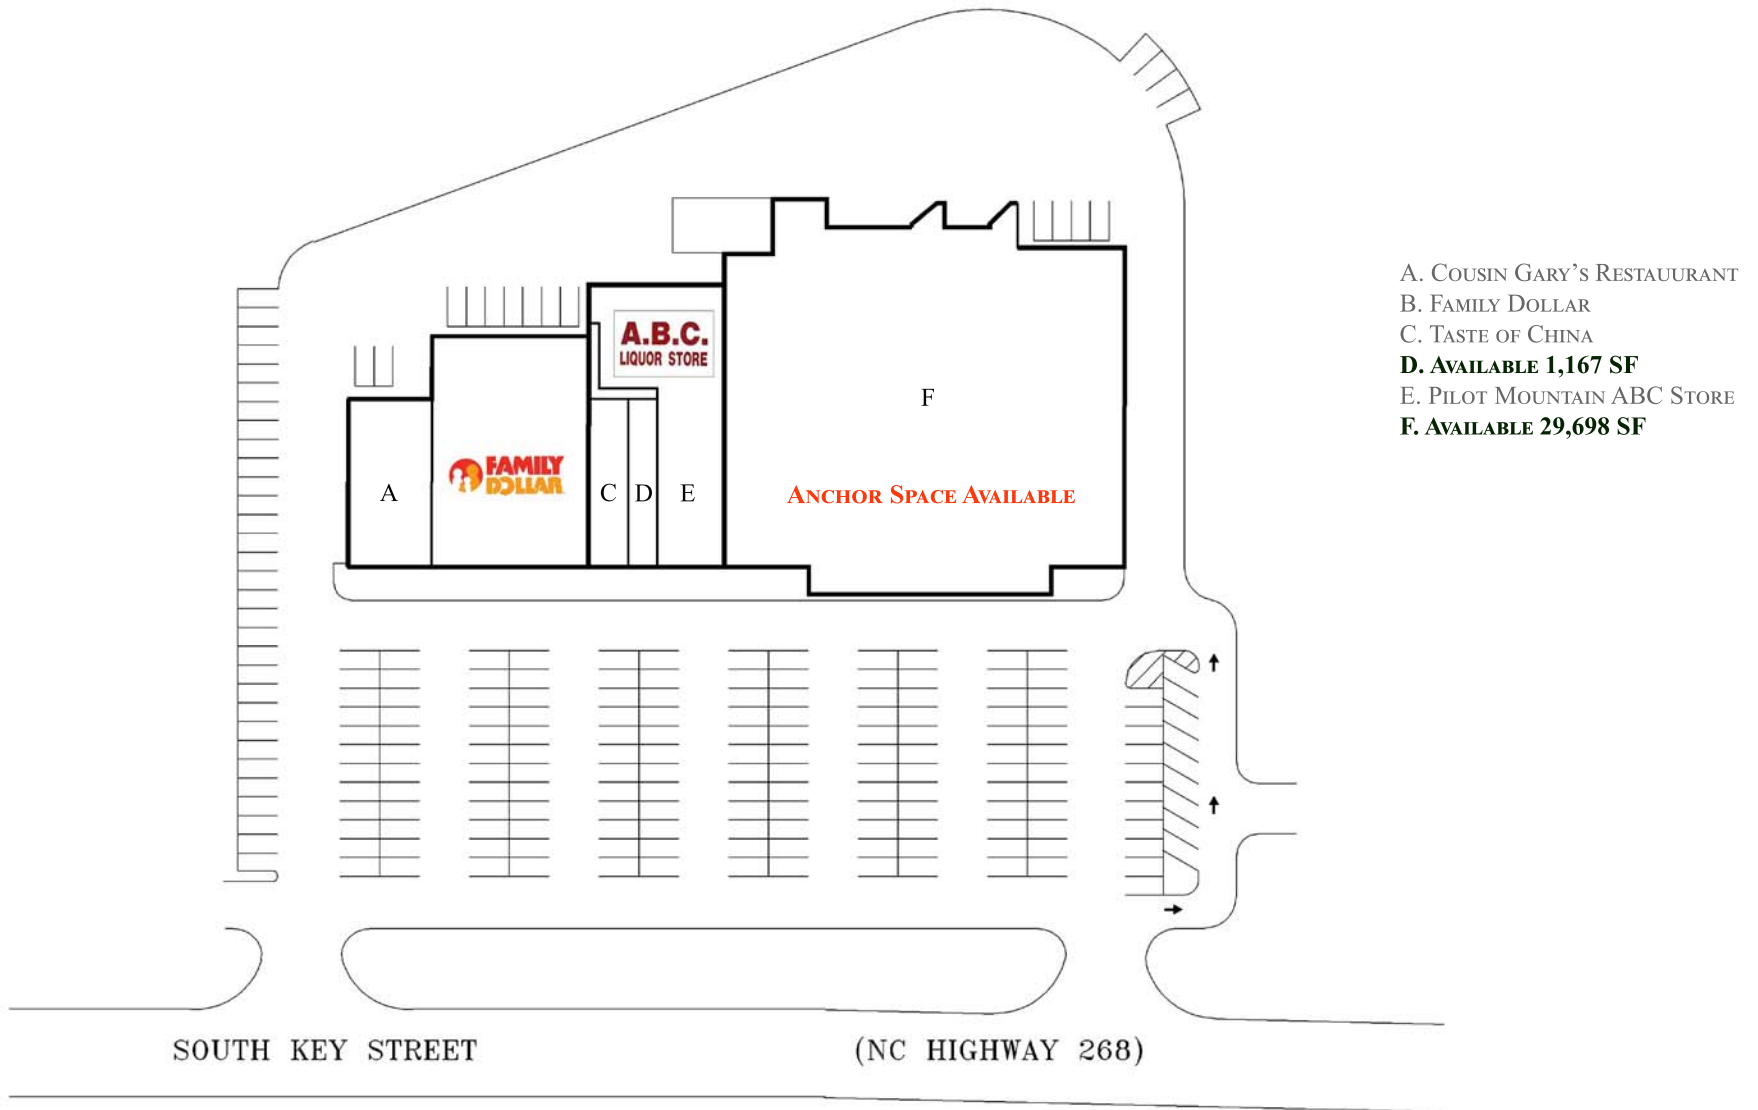 A.B.C.
LIQUOR STORE
F
A. Cousin Gary’s Restauurant
B. Family Dollar
C. Taste of China
D. Available 1,167 SF
E. Pilot Mountain ABC Store
F. Available 29,698 SF
FAMILY
DOLLAR
A
C
D
E
Anchor Space Available
SOUTH KEY STREET
(NC HIGHWAY 268)